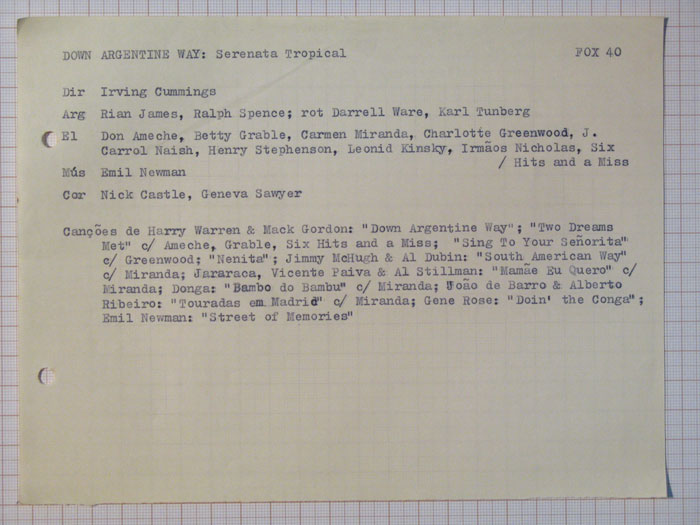 DOWN ARGENTINE WAY: Serenata Tropical FOX 40
Dir Irving Cummings
Arg Rian James, Ralph Spence; rot Darrell Ware, Karl Tunberg
El Don Ameche, Betty Grable, Carmen Miranda, Charlotte Greenwood, J.
Carrol Naish, Henry Stephenson, Leonid Kinsky, Irmãos Nicholas, Six
/ Hits and a Miss
Mús Emil Newman
Cor Nick Castle, Geneva Sawyer
Canções de Harry Warren & Mack Gordon: "Down Argentine Way"; "Two Dreams
Met" c/ Ameche, Grable, Six Hits and a Miss; "Sing To Your Señorita"
c/ Greenwood; "Nenita"; Jimmy McHugh & Al Dubin: "South American Way"
c/ Miranda; Jararaca, Vicente Paiva & Al Stillman: "Mamãe Eu Quero" c/
Miranda; Donga: "Bambo do Bambu" c/ Miranda; João de Barro & Alberto
Ribeiro: "Touradas em Madrid" c/ Miranda; Gene Rose: "Doin' the Conga";
Emil Newman: "Street of Memories"